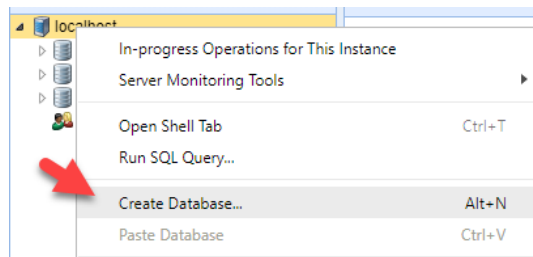 localhost
In-progress Operations for This Instance
Server Monitoring Tools
Open Shell Tab Ctrl+T
Run SQL Query...
Create Database... Alt+N
Paste Database Ctrl+V